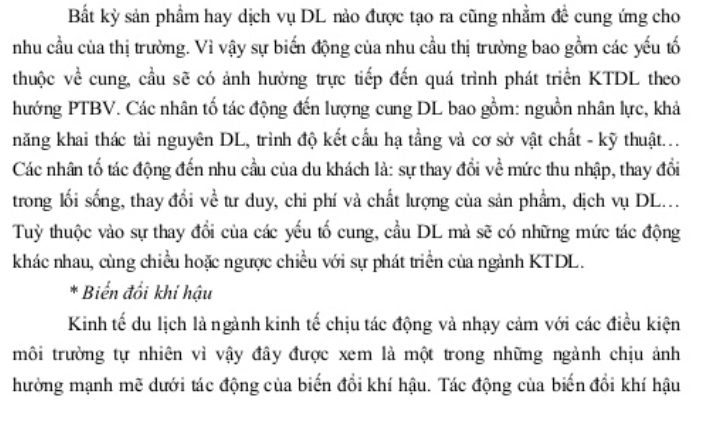 Bất kỳ sản phẩm hay dịch vụ DL nào được tạo ra cũng nhằm để cung ứng cho
nhu cầu của thị trường. Vì vậy sự biến động của nhu cầu thị trường bao gồm các yếu tố
thuộc về cung, cầu sẽ có ảnh hưởng trực tiếp đến quá trình phát triển KTDL theo
hướng PTBV. Các nhân tố tác động đến lượng cung DL bao gồm: nguồn nhân lực, khả
năng khai thác tài nguyên DL, trình độ kết cấu hạ tầng và cơ sở vật chất - kỹ thuật...
Các nhân tố tác động đến nhu cầu của du khách là: sự thay đổi về mức thu nhập, thay đổi
trong lối sống, thay đổi về tư duy, chi phí và chất lượng của sản phẩm, dịch vụ DL...
Tuỳ thuộc vào sự thay đổi của các yếu tố cung, cầu DL mà sẽ có những mức tác động
khác nhau, cùng chiều hoặc ngược chiều với sự phát triển của ngành KTDL.
* Biến đổi khí hậu
Kinh tế du lịch là ngành kinh tế chịu tác động và nhạy cảm với các điều kiện
môi trường tự nhiên vì vậy đây được xem là một trong những ngành chịu ảnh
hưởng mạnh mẽ dưới tác động của biến đổi khí hậu. Tác động của biến đổi khí hậu